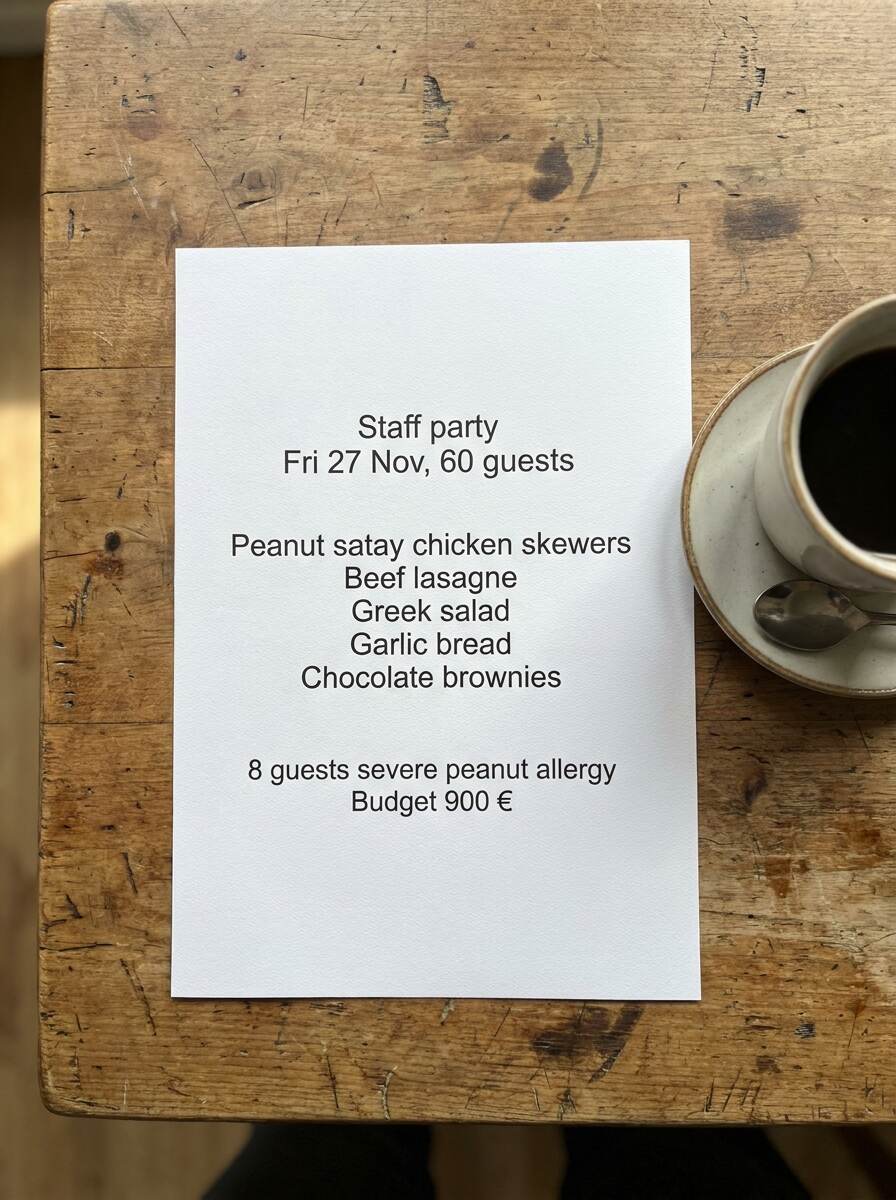 Staff party
Fri 27 Nov, 60 guests
Peanut satay chicken skewers
Beef lasagne
Greek salad
Garlic bread
Chocolate brownies
8 guests severe peanut allergy
Budget 900 €